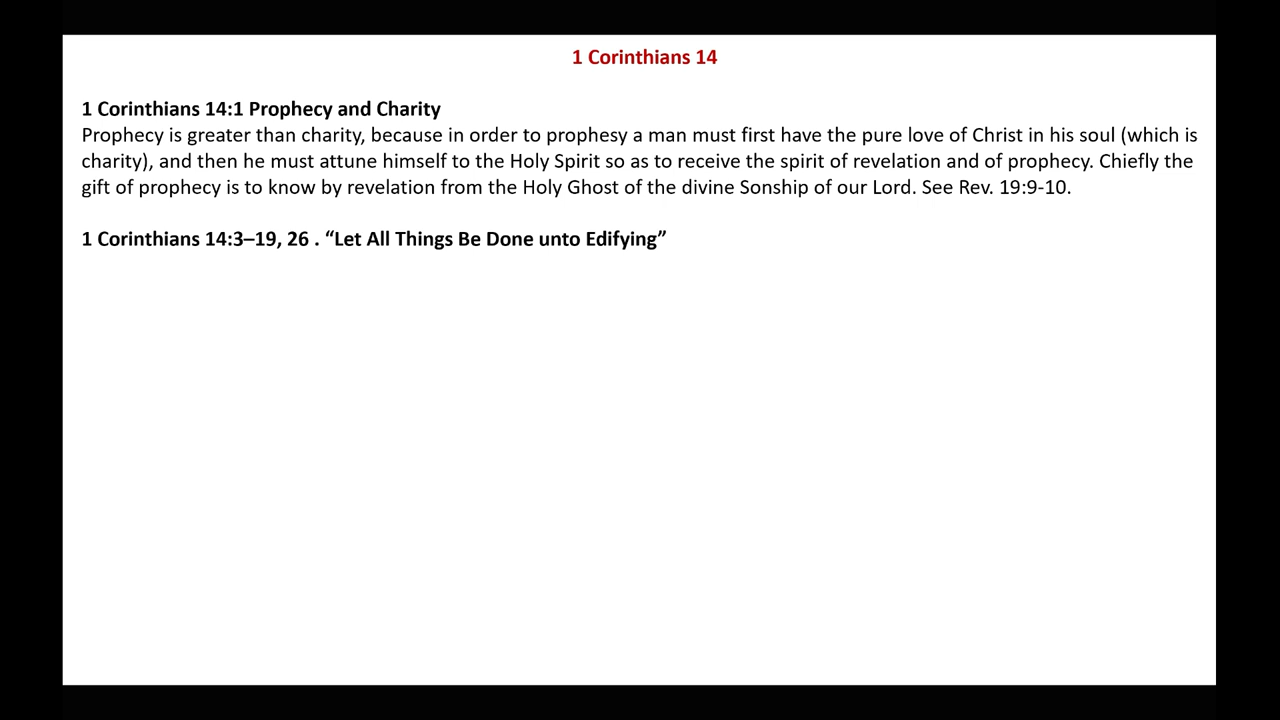 1 Corinthians 14
1 Corinthians 14:1 Prophecy and Charity
Prophecy is greater than charity, because in order to prophesy a man must first have the pure love of Christ in his soul (which is
charity), and then he must attune himself to the Holy Spirit so as to receive the spirit of revelation and of prophecy. Chiefly the
gift of prophecy is to know by revelation from the Holy Ghost of the divine Sonship of our Lord. See Rev. 19:9-10.
1 Corinthians 14:3–19, 26 . “Let All Things Be Done unto Edifying”